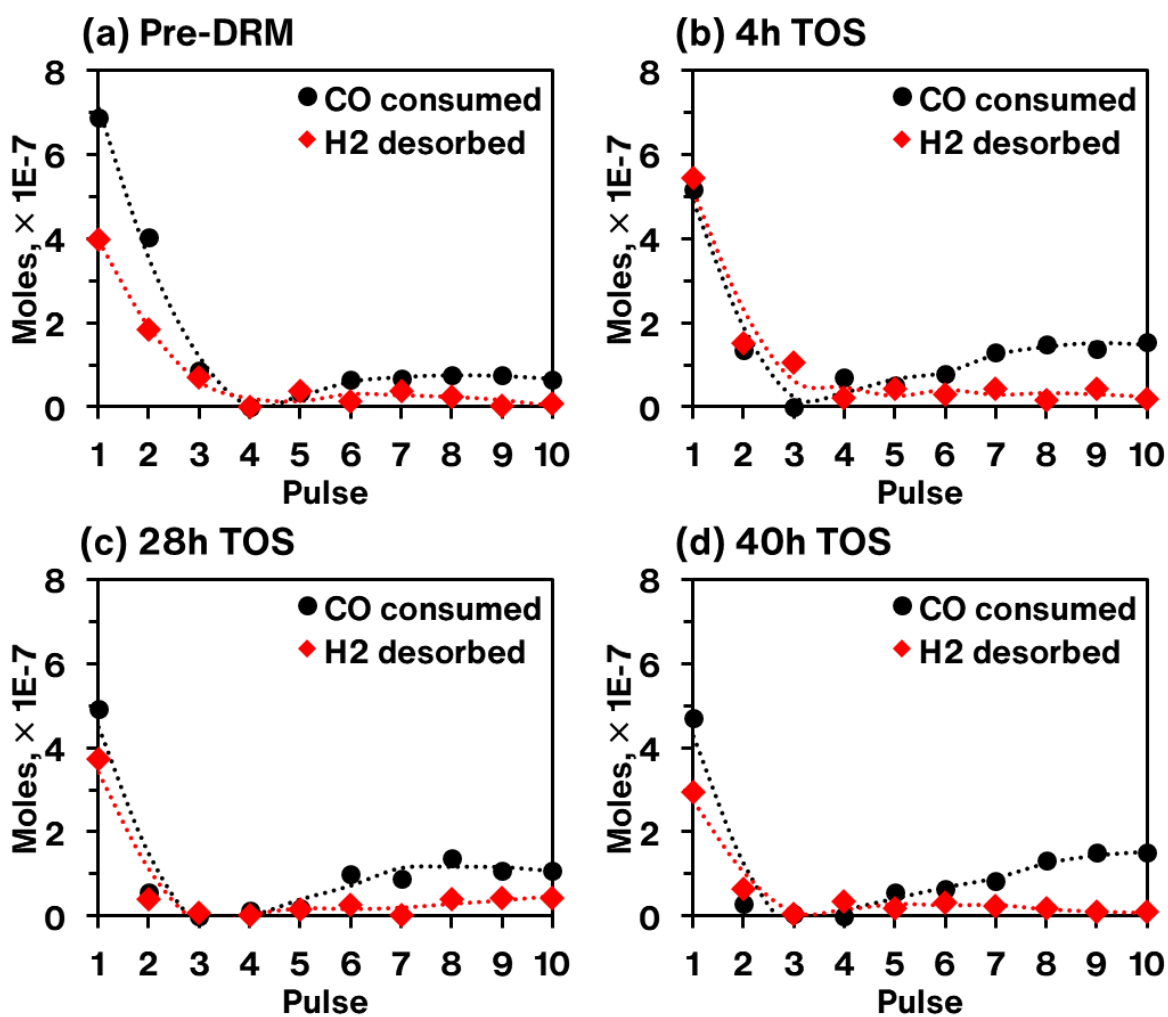 (a) Pre-DRM
8
6
4
2
0
Moles, × 1E-7
CO consumed
H2 desorbed
1 2 3 4 5 6 7 8 9 10
Pulse
(b) 4h TOS
8
6
4
2
0
Moles, × 1E-7
CO consumed
H2 desorbed
1 2 3 4 5 6 7 8 9 10
Pulse
(c) 28h TOS
8
6
4
2
0
Moles, × 1E-7
CO consumed
H2 desorbed
1 2 3 4 5 6 7 8 9 10
Pulse
(d) 40h TOS
8
6
4
2
0
Moles, × 1E-7
CO consumed
H2 desorbed
1 2 3 4 5 6 7 8 9 10
Pulse